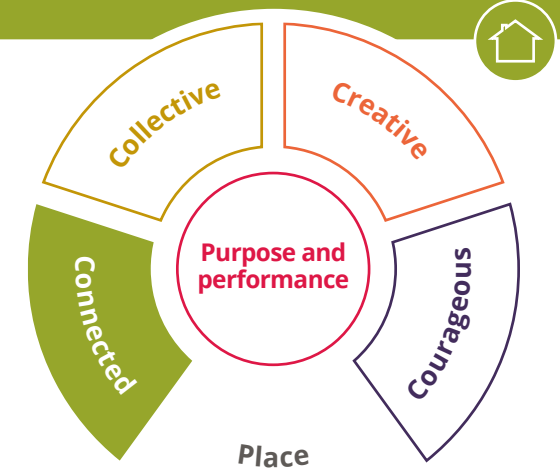 Collective
Creative
Purpose and
performance
Connected
Courageous
Place